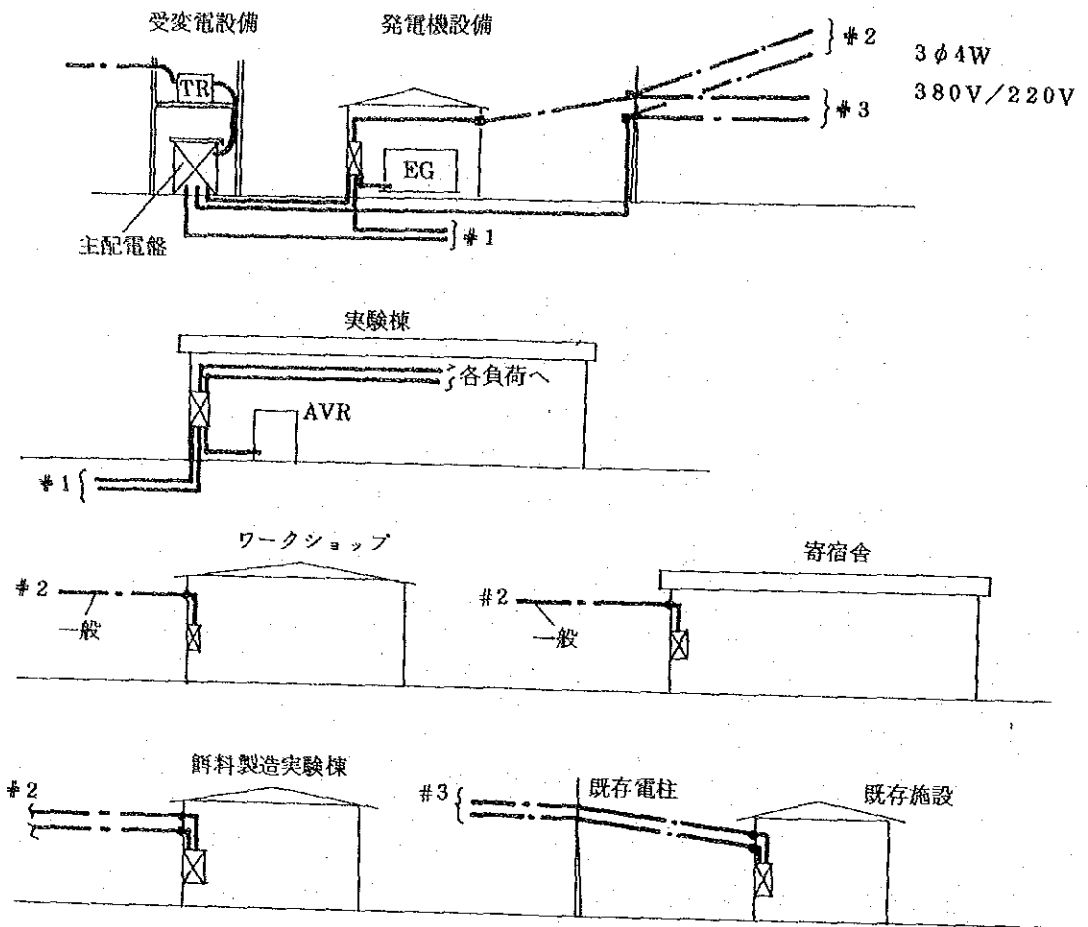 受変電設備
発電機設備
#2
3φ4W
380V/220V
TR
#3
EG
#1
主配電盤
実験棟
各負荷へ
AVR
#1
ワークショップ
寄宿舎
#2
一般
#2
一般
餌料製造実験棟
#2
#3
既存電柱
既存施設